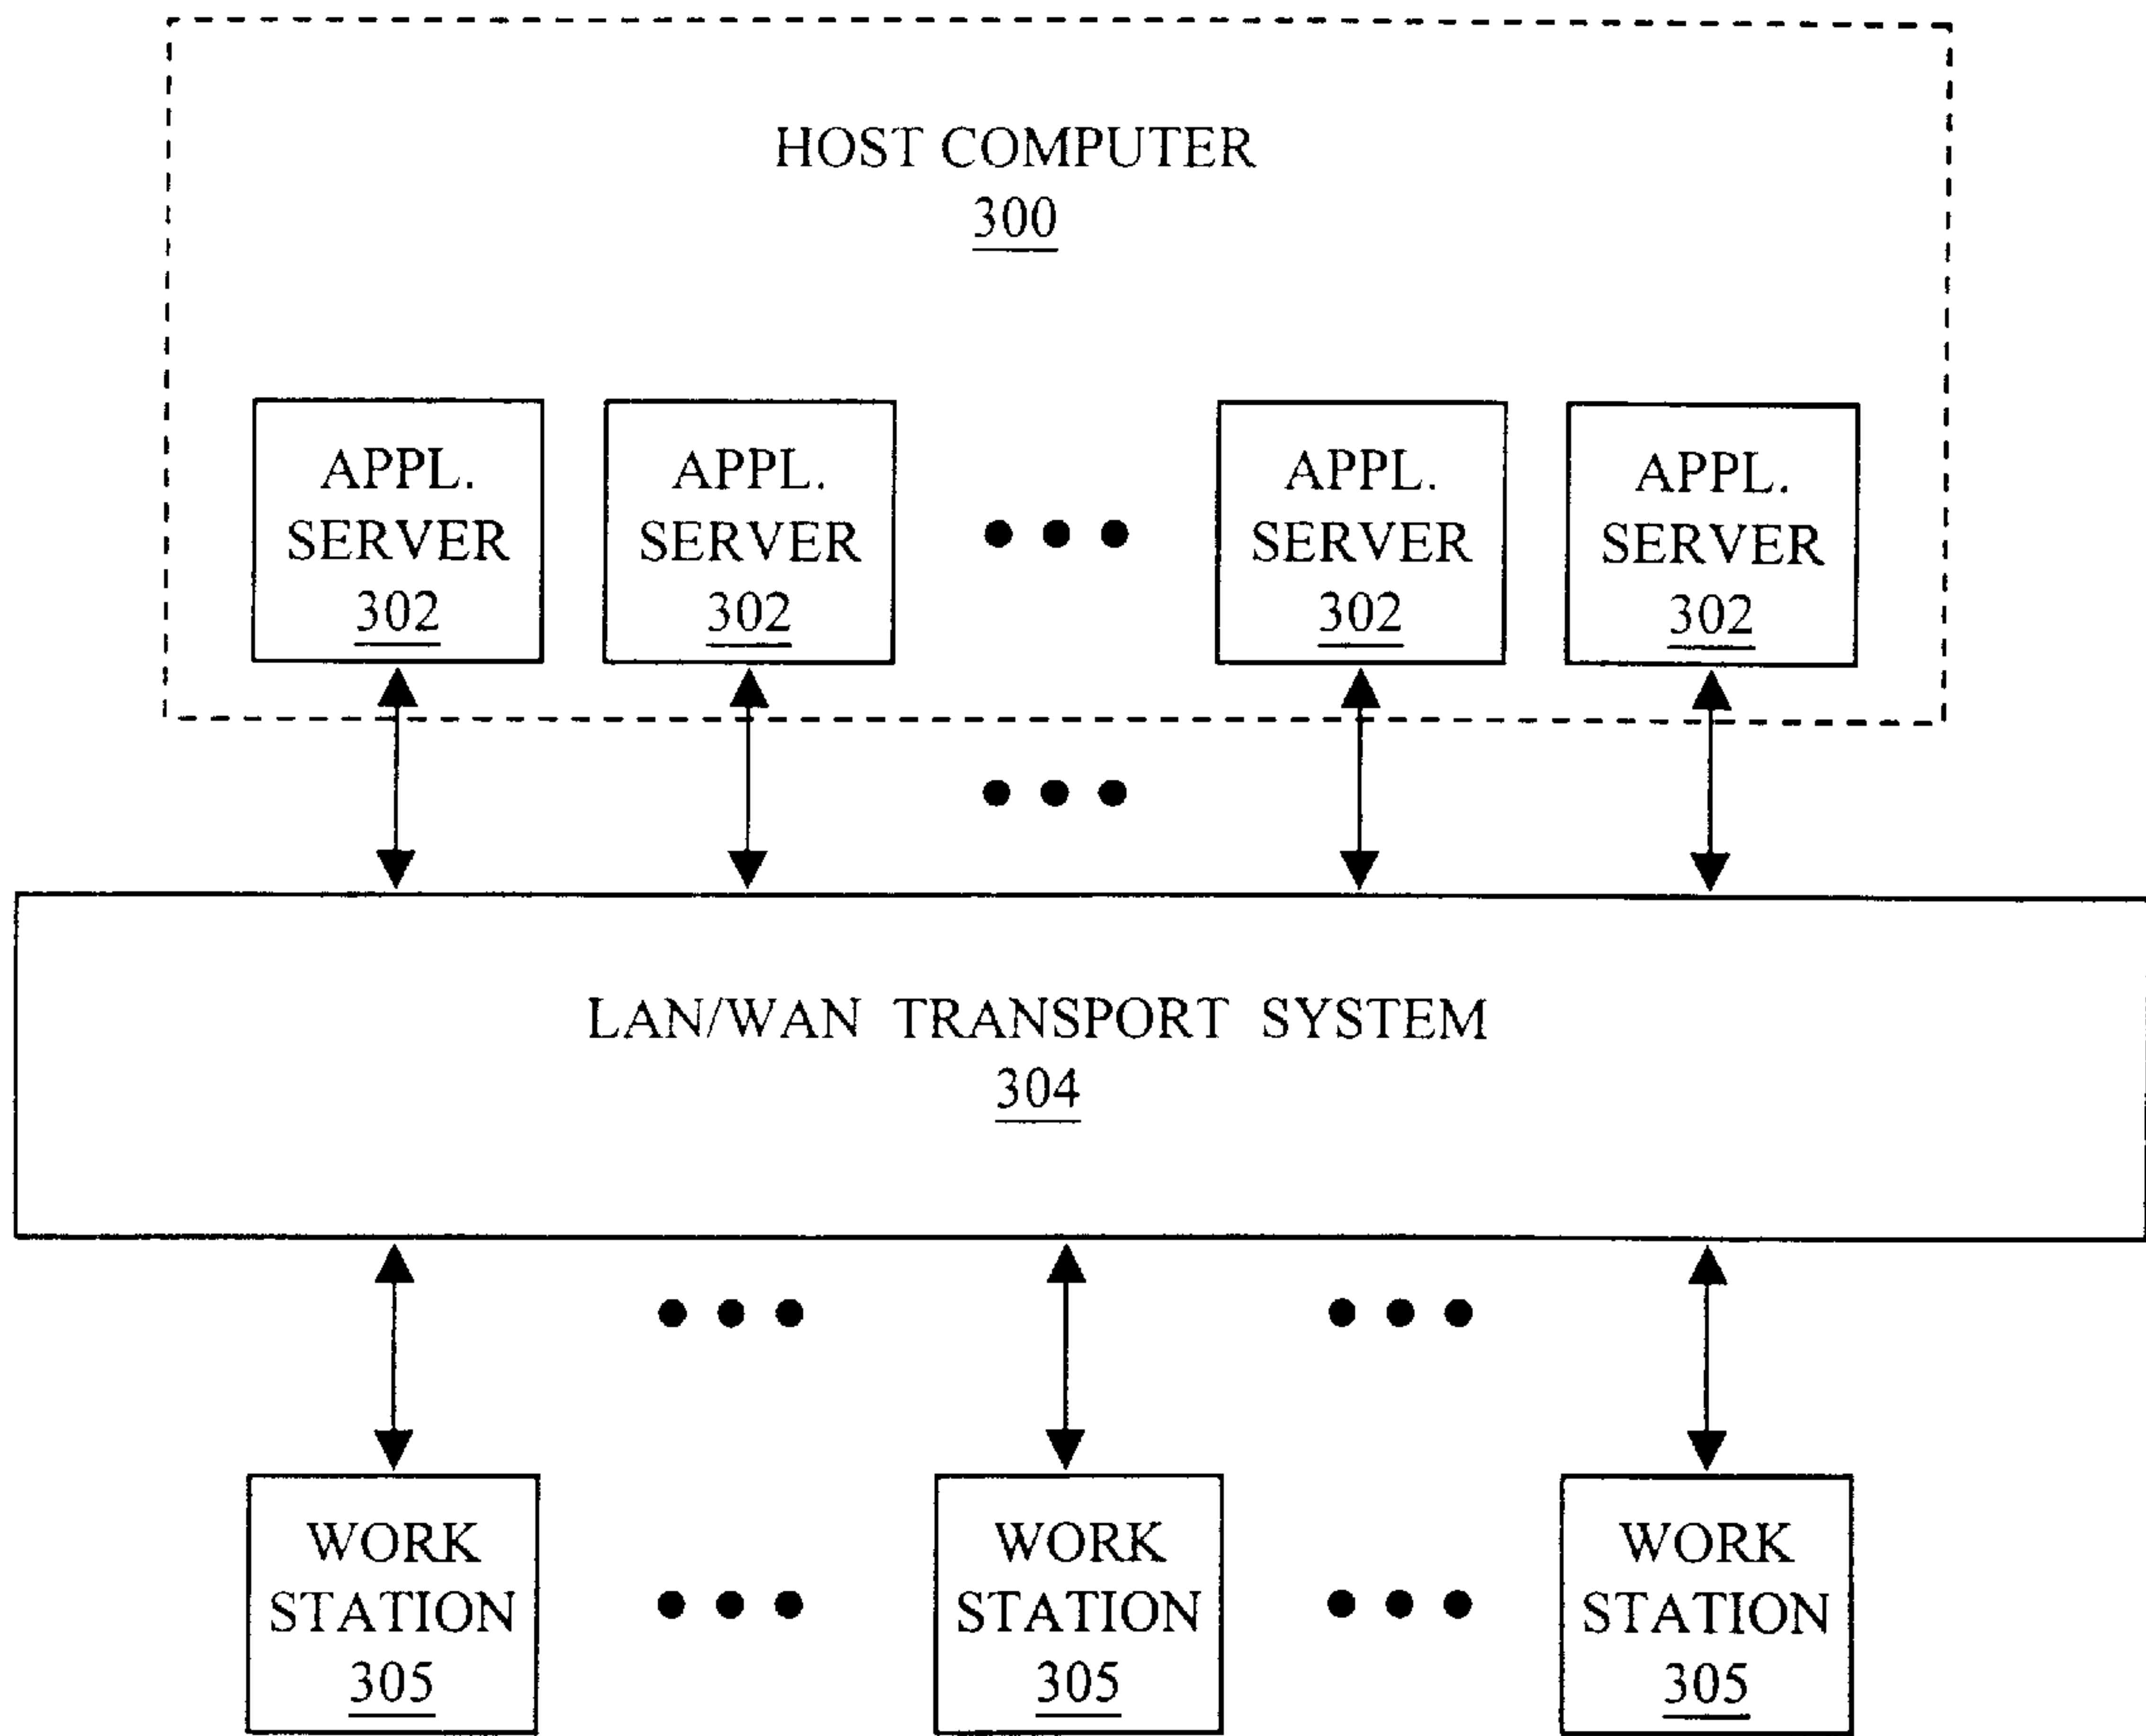 HOST COMPUTER
300
APPL.
SERVER
302
APPL.
SERVER
302
APPL.
SERVER
302
APPL.
SERVER
302
LAN/WAN TRANSPORT SYSTEM
304
WORK
STATION
305
WORK
STATION
305
WORK
STATION
305